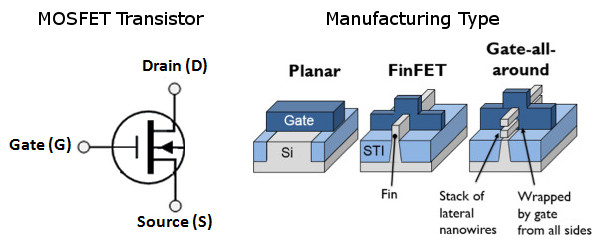 MOSFET Transistor
Drain (D)
Gate (G)
Source (S)
Manufacturing Type
Planar
FinFET
Gate-all-
around
Gate
Si
STI
Fin
Stack of
lateral
nanowires
Wrapped
by gate
from all sides